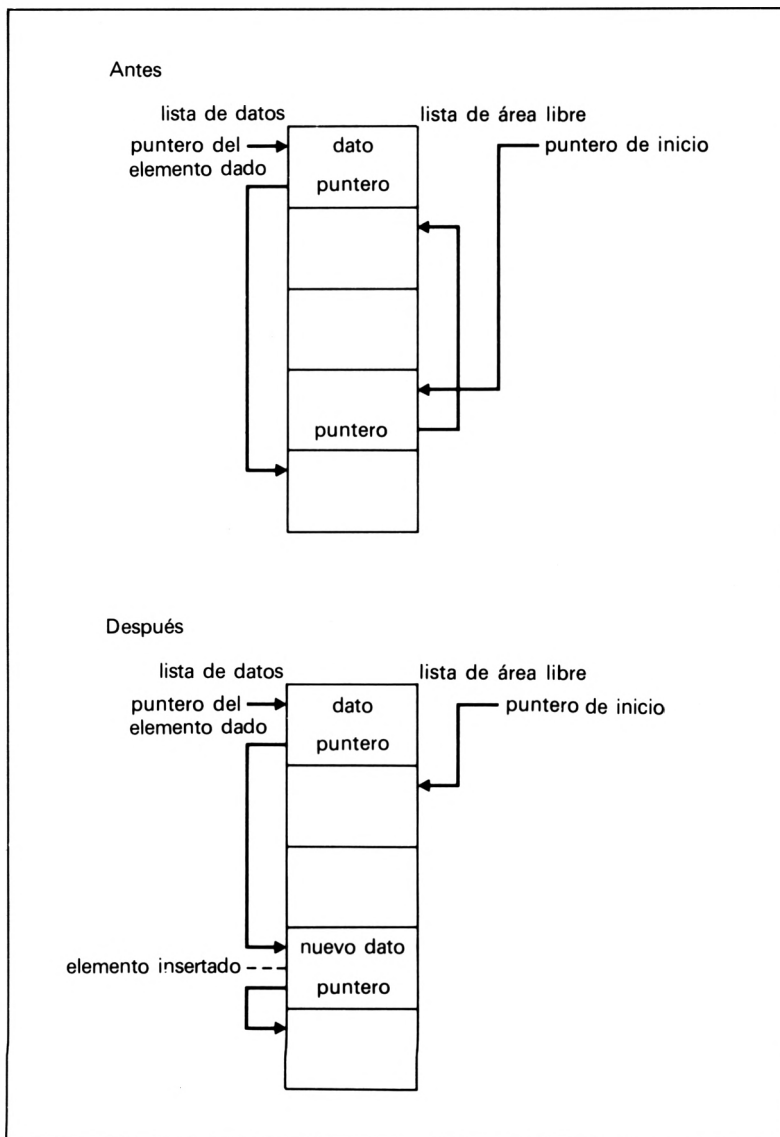 Antes
lista de datos
lista de área libre
puntero del
elemento dado
dato
puntero de inicio
puntero
puntero
Después
lista de datos
lista de área libre
puntero del
elemento dado
dato
puntero de inicio
puntero
nuevo dato
elemento insertado
puntero